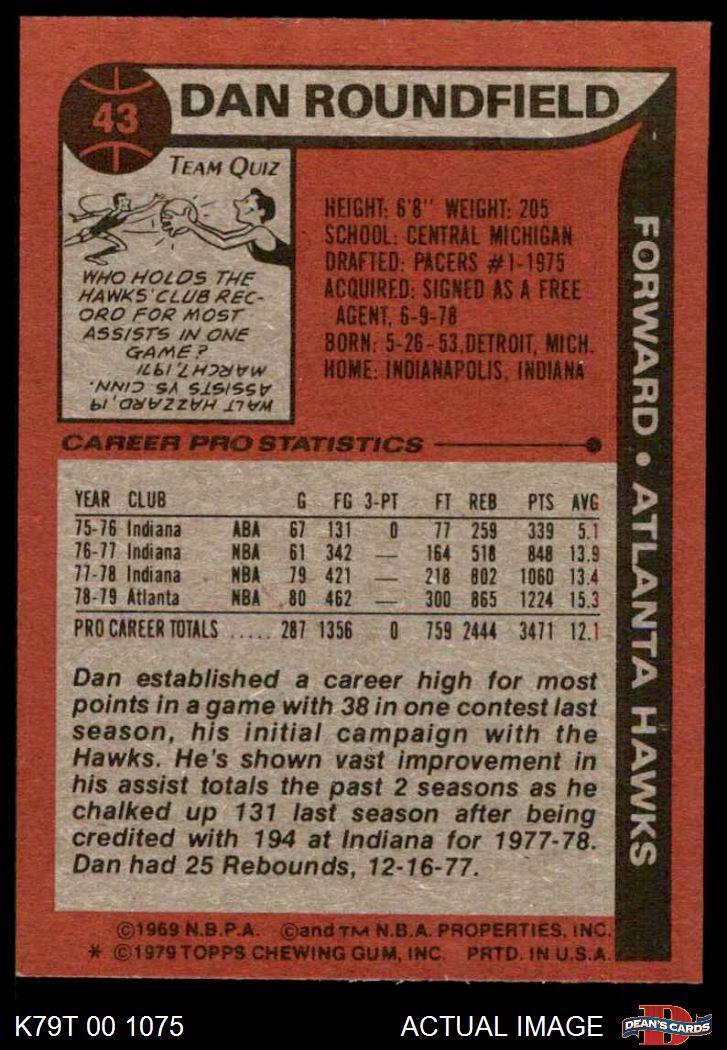 43
DAN ROUNDFIELD
TEAM QUIZ
WHO HOLDS THE
HAWKS' CLUB REC-
ORD FOR MOST
ASSISTS IN ONE
GAME?
WALT HAZZARD, 19
ASSISTS VS CINN.
MARCH 7, 1971
HEIGHT: 6'8" WEIGHT: 205
SCHOOL: CENTRAL MICHIGAN
DRAFTED: PACERS #1-1975
ACQUIRED: SIGNED AS A FREE
AGENT, 6-9-78
BORN: 5-26-53, DETROIT, MICH.
HOME: INDIANAPOLIS, INDIANA
FORWARD • ATLANTA HAWKS
CAREER PRO STATISTICS
YEAR CLUB G FG 3-PT FT REB PTS AVG
75-76 Indiana ABA 67 131 0 77 259 339 5.1
76-77 Indiana NBA 61 342 — 164 518 848 13.9
77-78 Indiana NBA 79 421 — 218 802 1060 13.4
78-79 Atlanta NBA 80 462 — 300 865 1224 15.3
PRO CAREER TOTALS ..... 287 1356 0 759 2444 3471 12.1
Dan established a career high for most
points in a game with 38 in one contest last
season, his initial campaign with the
Hawks. He's shown vast improvement in
his assist totals the past 2 seasons as he
chalked up 131 last season after being
credited with 194 at Indiana for 1977-78.
Dan had 25 Rebounds, 12-16-77.
©1969 N.B.P.A. ©and TM N.B.A. PROPERTIES, INC.
* ©1979 TOPPS CHEWING GUM, INC. PRTD. IN U.S.A.
K79T 00 1075
ACTUAL IMAGE
D
DEAN'S CARDS